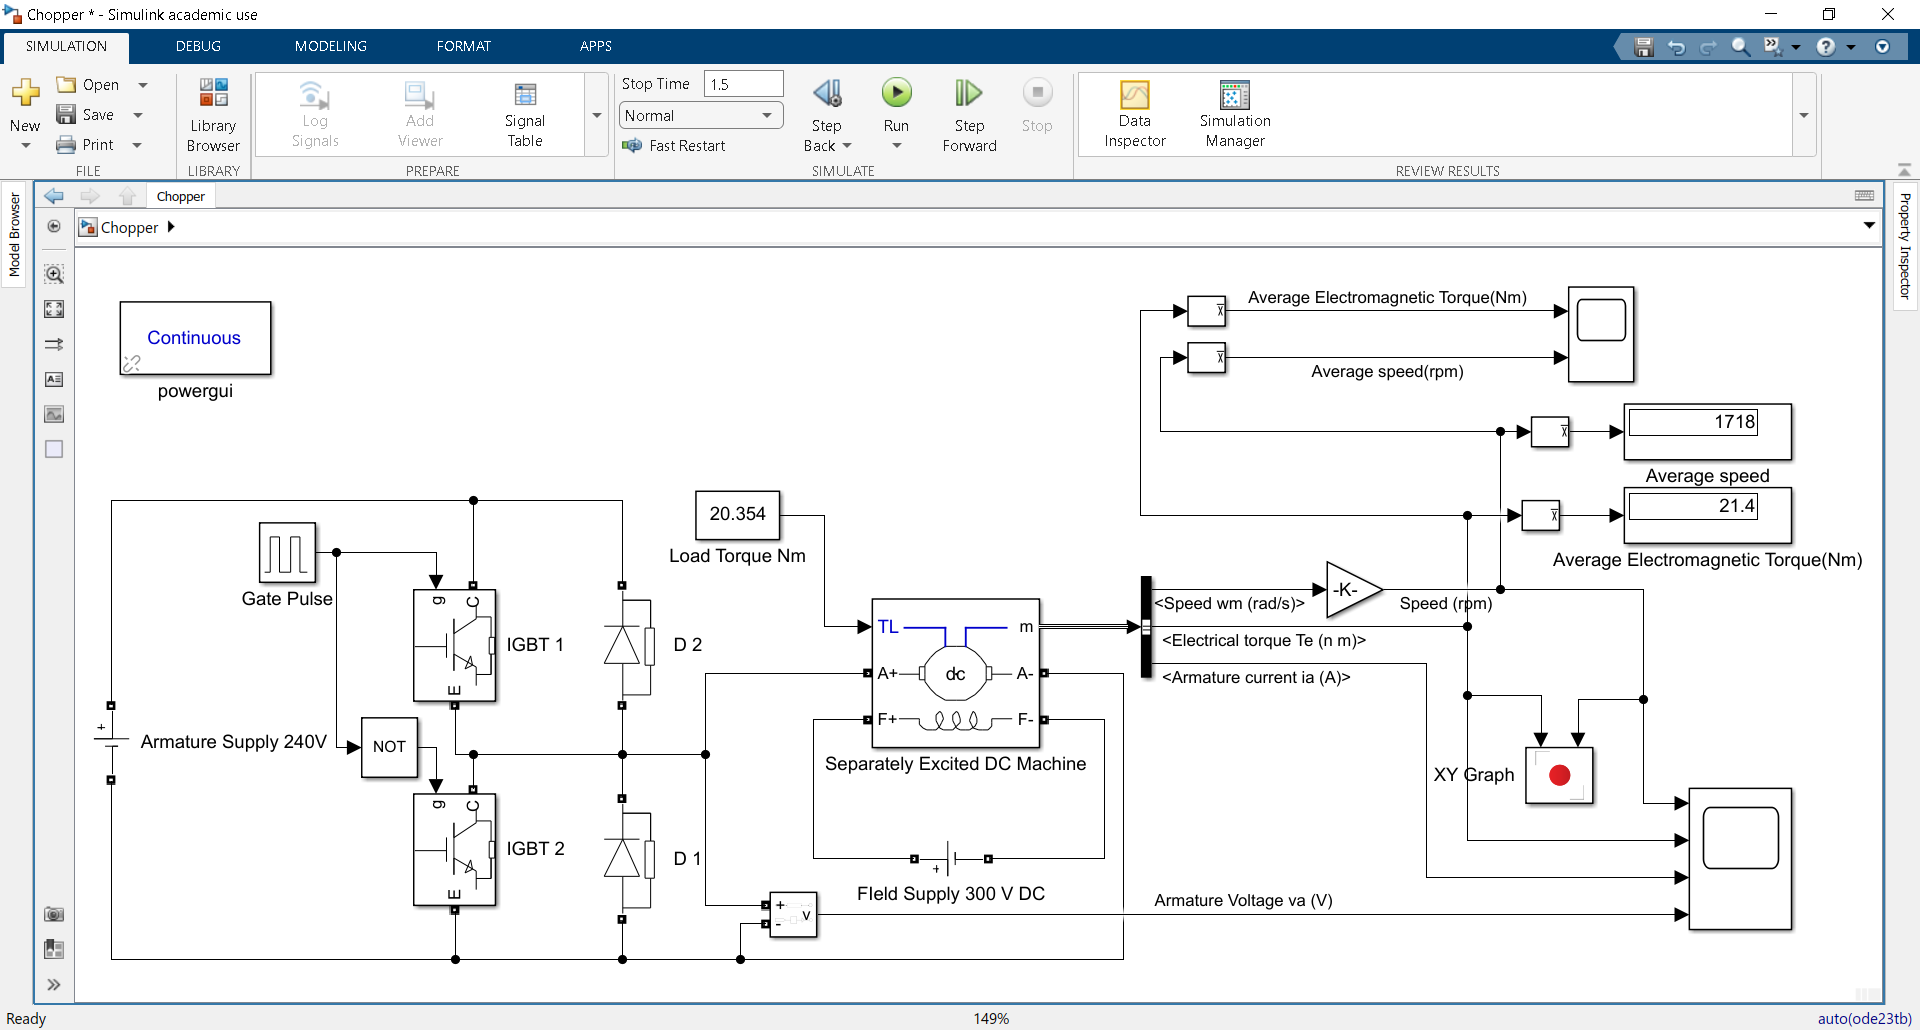 Chopper * - Simulink academic use
SIMULATION DEBUG MODELING FORMAT APPS
New
Open
Save
Print
FILE
Library Browser
LIBRARY
Log Signals
Add Viewer
Signal Table
PREPARE
Stop Time 1.5
Normal
Fast Restart
Step Back
Run
Step Forward
Stop
SIMULATE
Data Inspector
Simulation Manager
REVIEW RESULTS
Model Browser
Chopper
Chopper
Property Inspector
Continuous
powergui
Average Electromagnetic Torque(Nm)
x
x
Average speed(rpm)
x
1718
Average speed
x
21.4
Average Electromagnetic Torque(Nm)
20.354
Load Torque Nm
Gate Pulse
g C
E
IGBT 1
D 2
+
Armature Supply 240V
NOT
g C
E
IGBT 2
D 1
TL m
A+ dc A-
F+ F-
Separately Excited DC Machine
+
FIeld Supply 300 V DC
+ v
-
Armature Voltage va (V)
<Speed wm (rad/s)>
-K-
Speed (rpm)
<Electrical torque Te (n m)>
<Armature current ia (A)>
XY Graph
Ready 149% auto(ode23tb)